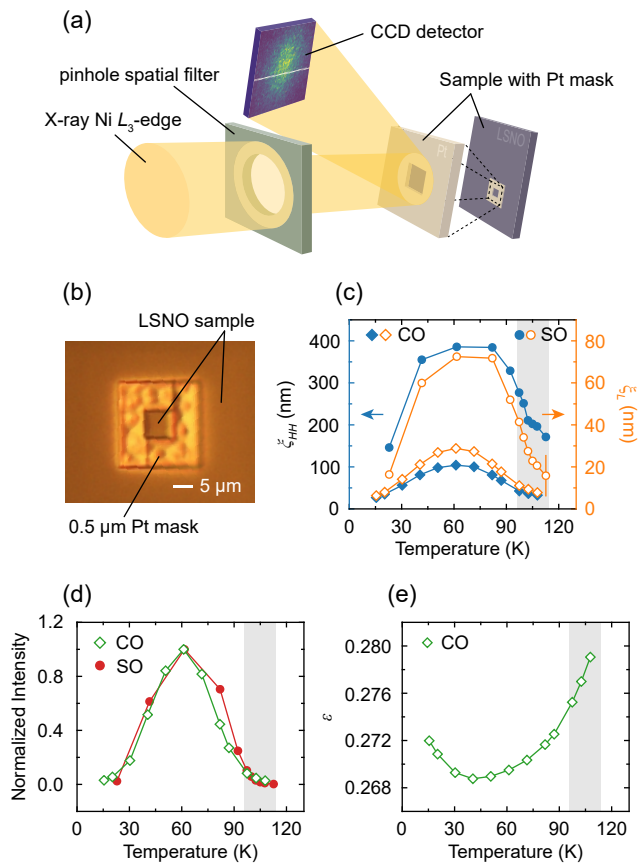 (a)
CCD detector
pinhole spatial filter
Sample with Pt mask
X-ray Ni L3-edge
LSNO
Pt
(b)
LSNO sample
5 μm
0.5 μm Pt mask
(c)
CO SO
400
300
200
100
0
ξHH (nm)
80
60
40
20
0
ξL (nm)
0 30 60 90 120
Temperature (K)
(d)
CO
SO
1.2
0.8
0.4
0.0
Normalized Intensity
0 30 60 90 120
Temperature (K)
(e)
CO
0.280
0.276
0.272
0.268
ε
0 30 60 90 120
Temperature (K)